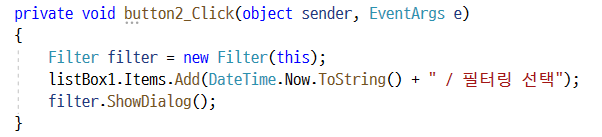 private void button2_Click(object sender, EventArgs e)
{
    Filter filter = new Filter(this);
    listBox1.Items.Add(DateTime.Now.ToString() + " / 필터링 선택");
    filter.ShowDialog();
}